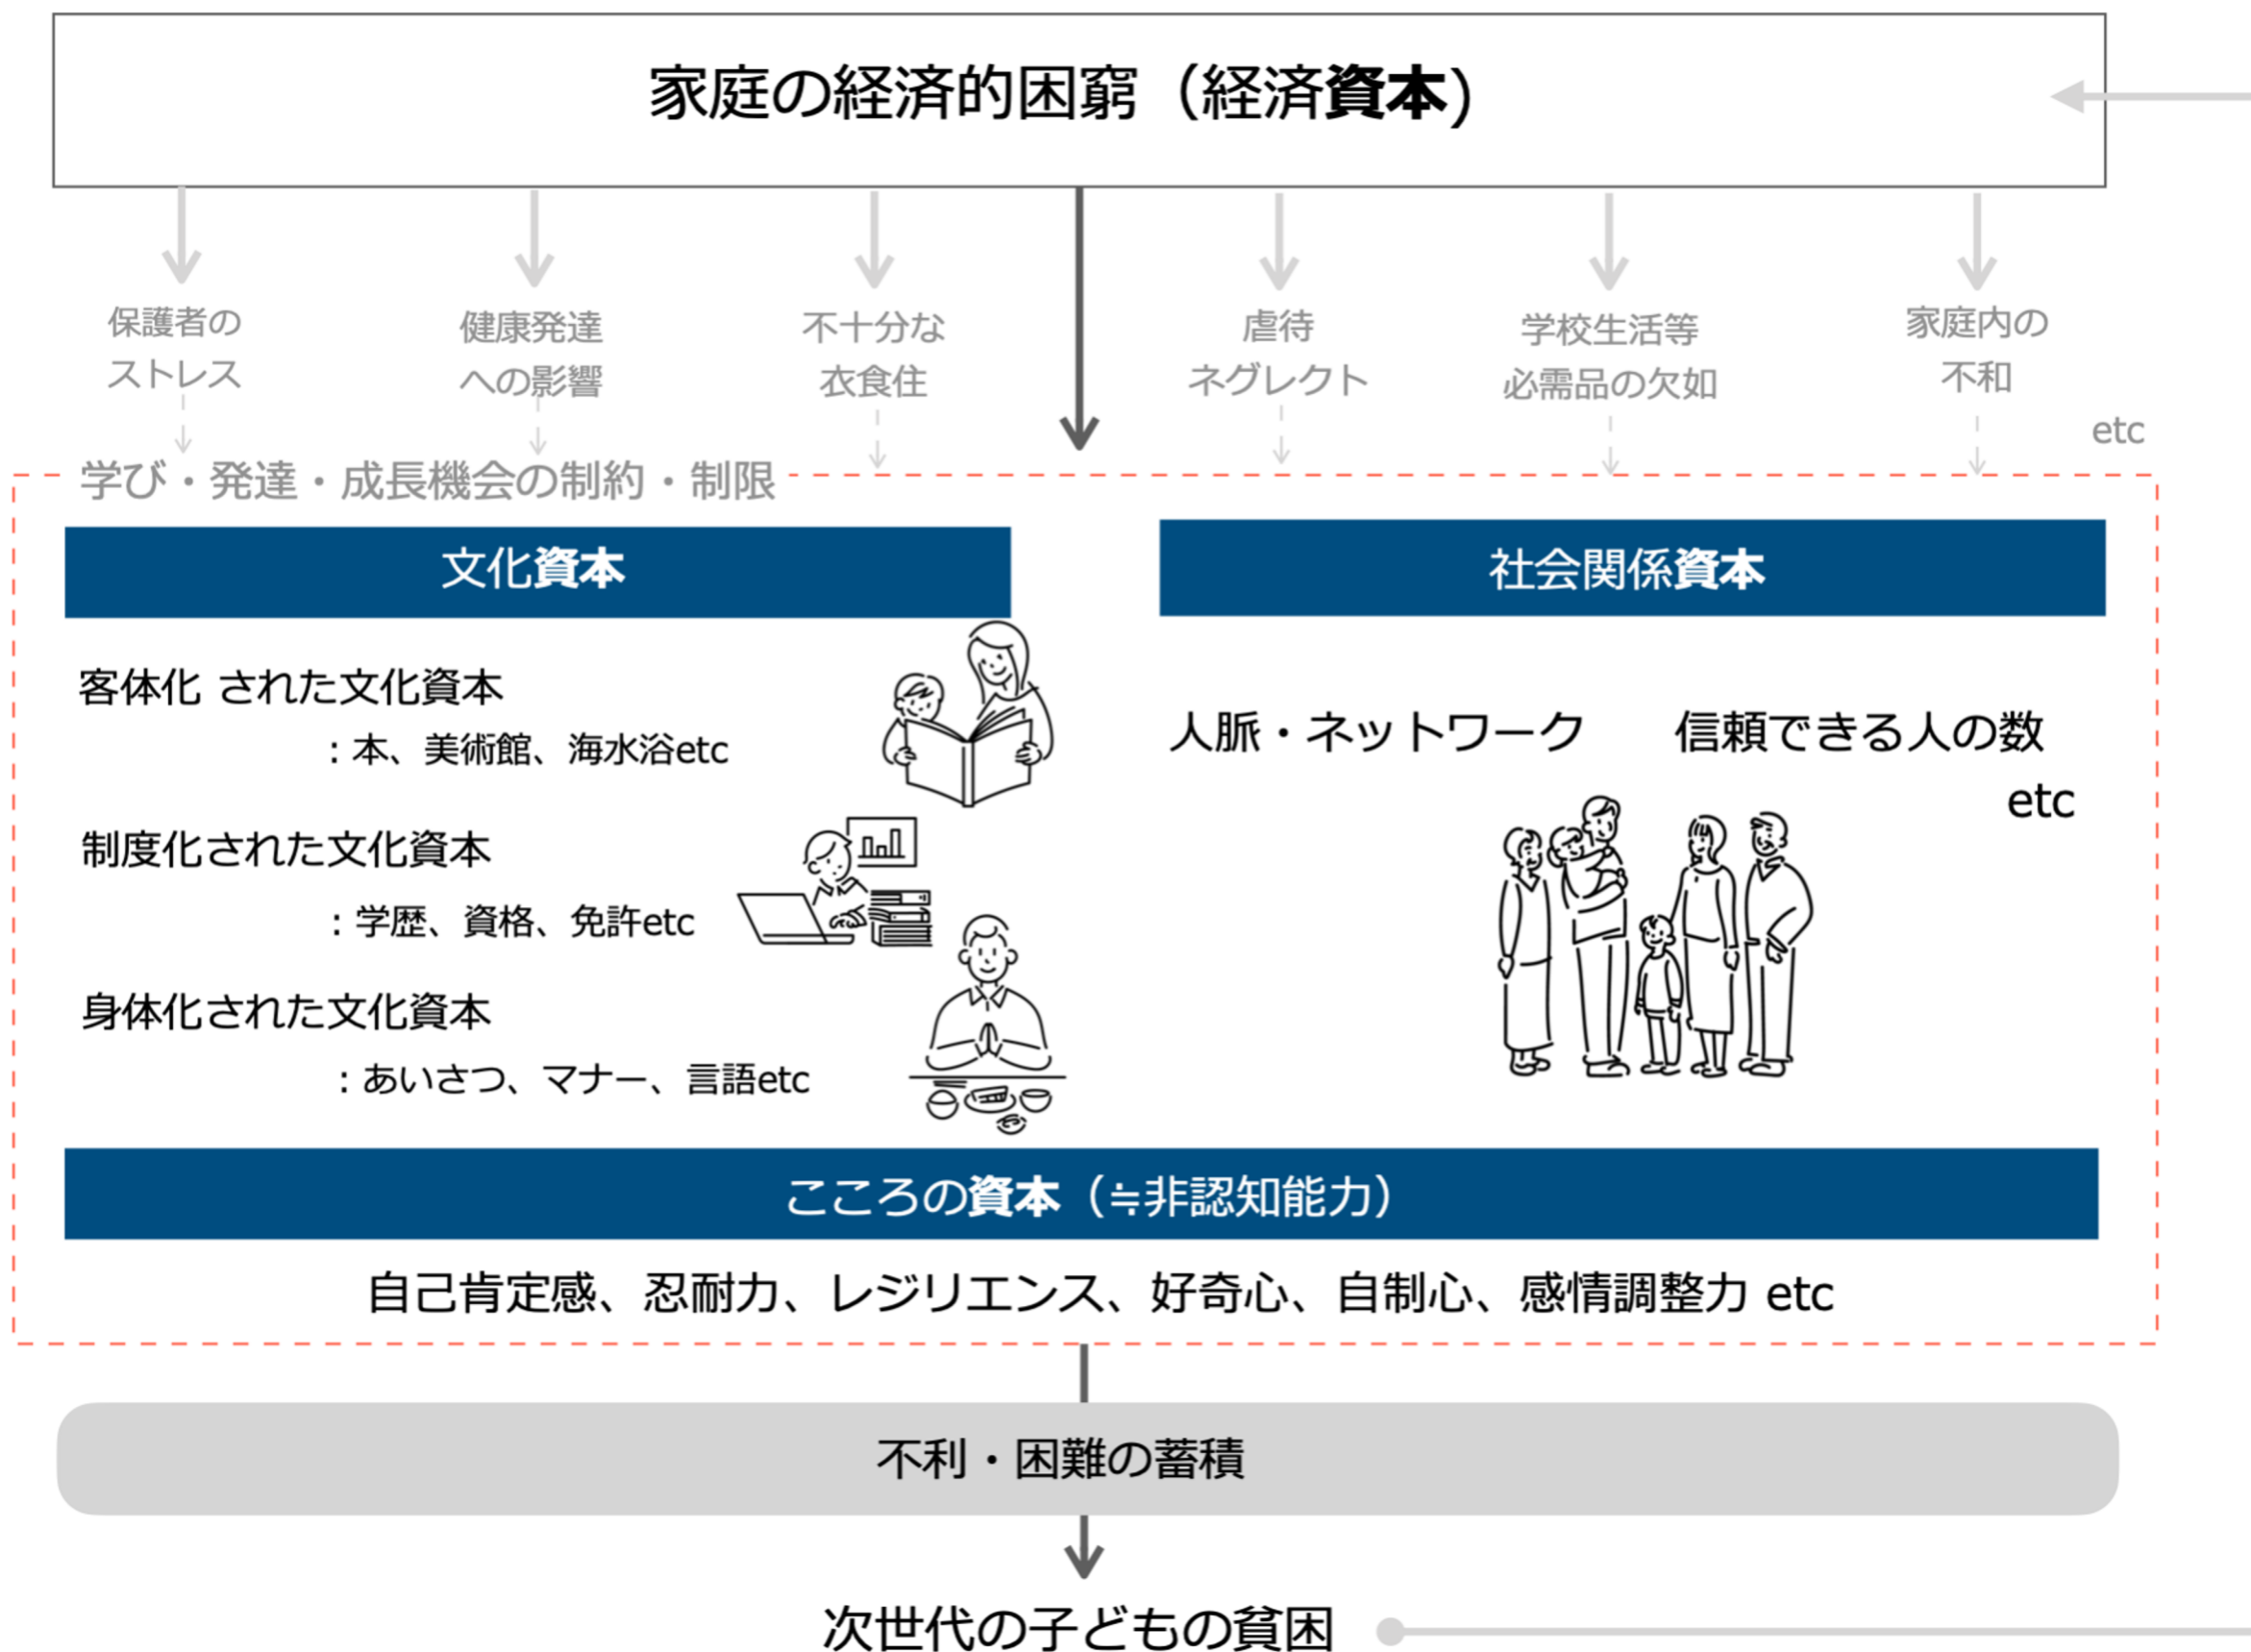 家庭の経済的困窮（経済資本）
保護者の
ストレス
健康発達
への影響
不十分な
衣食住
虐待
ネグレクト
学校生活等
必需品の欠如
家庭内の
不和
etc
学び・発達・成長機会の制約・制限
文化資本
客体化 された文化資本
：本、美術館、海水浴etc
制度化された文化資本
：学歴、資格、免許etc
身体化された文化資本
：あいさつ、マナー、言語etc
社会関係資本
人脈・ネットワーク 信頼できる人の数
etc
こころの資本（≒非認知能力）
自己肯定感、忍耐力、レジリエンス、好奇心、自制心、感情調整力 etc
不利・困難の蓄積
次世代の子どもの貧困